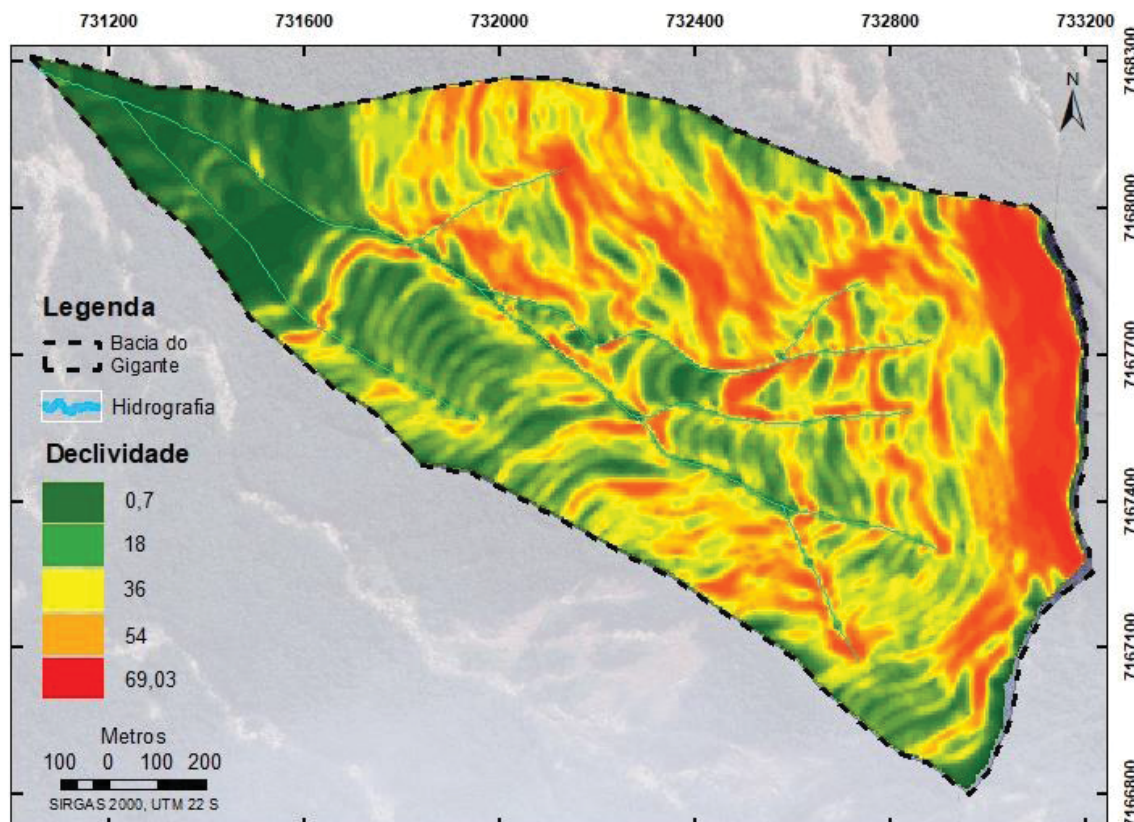 731200 731600 732000 732400 732800 733200
7168300
N
7168000
7167700
7167400
7167100
7166800
Legenda
Bacia do
Gigante
Hidrografia
Declividade
0,7
18
36
54
69,03
Metros
100 0 100 200
SIRGAS 2000, UTM 22 S